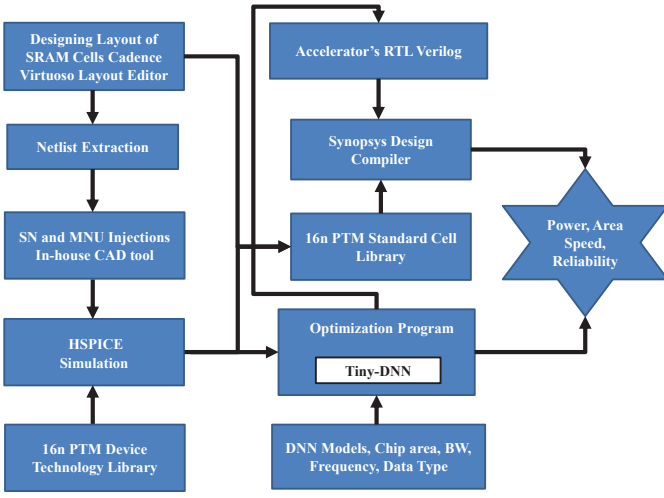 Designing Layout of
SRAM Cells Cadence
Virtuoso Layout Editor
Netlist Extraction
SN and MNU Injections
In-house CAD tool
HSPICE
Simulation
16n PTM Device
Technology Library
Accelerator's RTL Verilog
Synopsys Design
Compiler
16n PTM Standard Cell
Library
Optimization Program
Tiny-DNN
DNN Models, Chip area, BW,
Frequency, Data Type
Power, Area
Speed,
Reliability